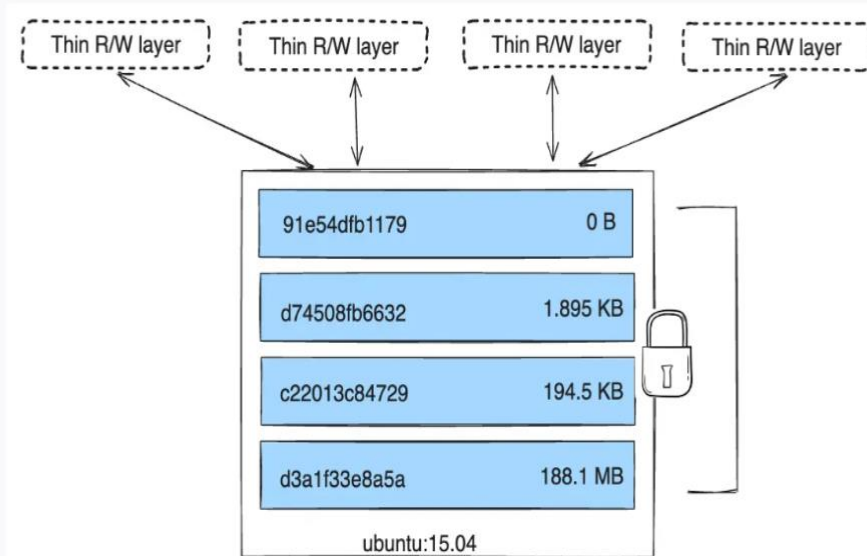 Thin R/W layer
Thin R/W layer
Thin R/W layer
Thin R/W layer
91e54dfb1179 0 B
d74508fb6632 1.895 KB
c22013c84729 194.5 KB
d3a1f33e8a5a 188.1 MB
ubuntu:15.04